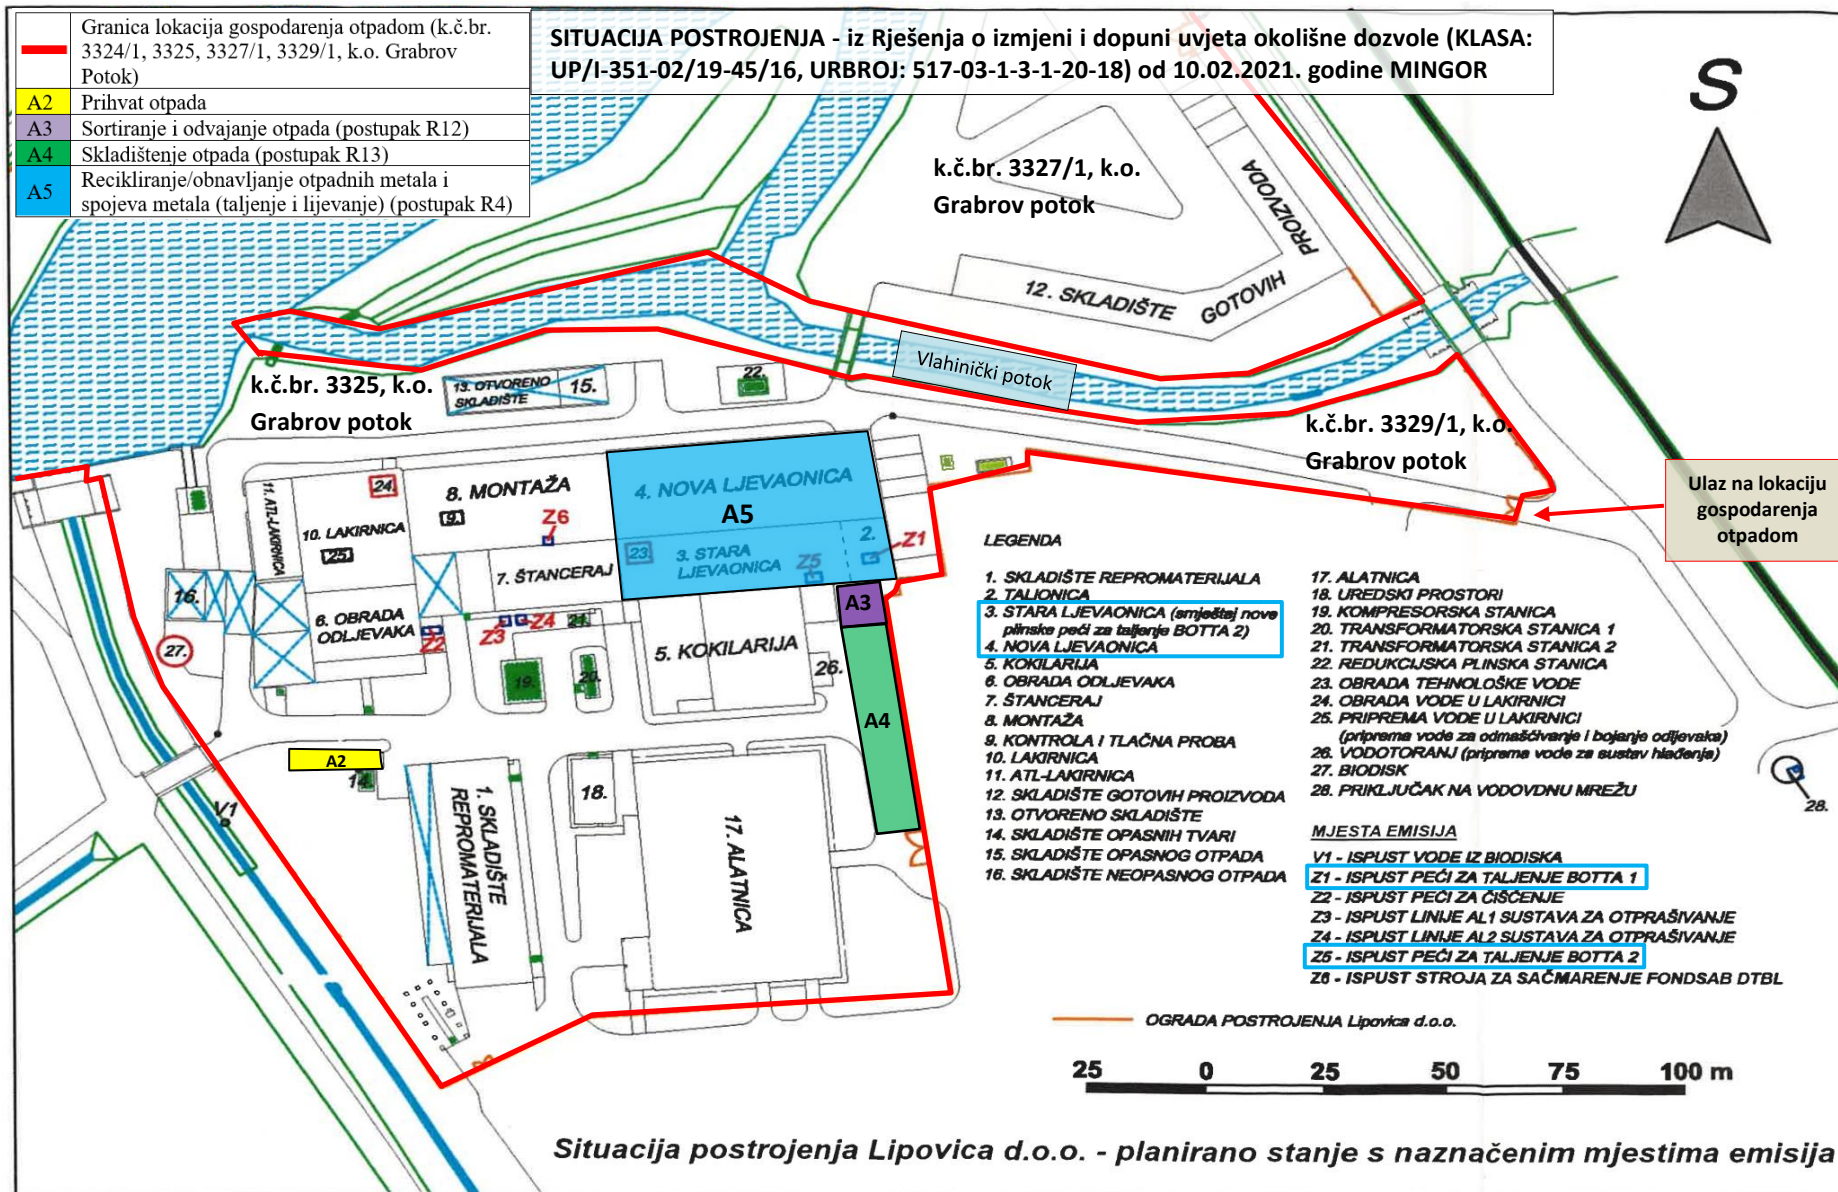 Granica lokacija gospodarenja otpadom (k.č.br.
3324/1, 3325, 3327/1, 3329/1, k.o. Grabrov
Potok)
A2 Prihvat otpada
A3 Sortiranje i odvajanje otpada (postupak R12)
A4 Skladištenje otpada (postupak R13)
A5 Recikliranje/obnavljanje otpadnih metala i
spojeva metala (taljenje i lijevanje) (postupak R4)
SITUACIJA POSTROJENJA - iz Rješenja o izmjeni i dopuni uvjeta okolišne dozvole (KLASA:
UP/I-351-02/19-45/16, URBROJ: 517-03-1-3-1-20-18) od 10.02.2021. godine MINGOR
S
k.č.br. 3327/1, k.o.
Grabrov potok
12. SKLADIŠTE GOTOVIH PROIZVODA
Vlahinički potok
k.č.br. 3325, k.o.
Grabrov potok
13. OTVORENO
SKLADIŠTE
15.
22.
k.č.br. 3329/1, k.o.
Grabrov potok
Ulaz na lokaciju
gospodarenja
otpadom
11. ATL-LAKIRNICA
24.
10. LAKIRNICA
25.
8. MONTAŽA
9.
Z6
4. NOVA LJEVAONICA
A5
23.
3. STARA
LJEVAONICA
Z5
2.
Z1
7. ŠTANCERAJ
16.
6. OBRADA
ODLJEVAKA
Z2
Z3
Z4
21.
27.
19.
20.
5. KOKILARIJA
26.
A3
A4
A2
14.
V1
1. SKLADIŠTE
REPROMATERIJALA
18.
17. ALATNICA
28.
LEGENDA
1. SKLADIŠTE REPROMATERIJALA
2. TALIONICA
3. STARA LJEVAONICA (smještaj nove
plinske peći za taljenje BOTTA 2)
4. NOVA LJEVAONICA
5. KOKILARIJA
6. OBRADA ODLJEVAKA
7. ŠTANCERAJ
8. MONTAŽA
9. KONTROLA I TLAČNA PROBA
10. LAKIRNICA
11. ATL-LAKIRNICA
12. SKLADIŠTE GOTOVIH PROIZVODA
13. OTVORENO SKLADIŠTE
14. SKLADIŠTE OPASNIH TVARI
15. SKLADIŠTE OPASNOG OTPADA
16. SKLADIŠTE NEOPASNOG OTPADA
17. ALATNICA
18. UREDSKI PROSTORI
19. KOMPRESORSKA STANICA
20. TRANSFORMATORSKA STANICA 1
21. TRANSFORMATORSKA STANICA 2
22. REDUKCIJSKA PLINSKA STANICA
23. OBRADA TEHNOLOŠKE VODE
24. OBRADA VODE U LAKIRNICI
25. PRIPREMA VODE U LAKIRNICI
(priprema vode za odmašćivanje i bojanje odljevaka)
26. VODOTORANJ (priprema vode za sustav hlađenja)
27. BIODISK
28. PRIKLJUČAK NA VODOVDNU MREŽU
MJESTA EMISIJA
V1 - ISPUST VODE IZ BIODISKA
Z1 - ISPUST PEĆI ZA TALJENJE BOTTA 1
Z2 - ISPUST PEĆI ZA ČIŠĆENJE
Z3 - ISPUST LINIJE AL1 SUSTAVA ZA OTPRAŠIVANJE
Z4 - ISPUST LINIJE AL2 SUSTAVA ZA OTPRAŠIVANJE
Z5 - ISPUST PEĆI ZA TALJENJE BOTTA 2
Z6 - ISPUST STROJA ZA SAČMARENJE FONDSAB DTBL
OGRADA POSTROJENJA Lipovica d.o.o.
25 0 25 50 75 100 m
Situacija postrojenja Lipovica d.o.o. - planirano stanje s naznačenim mjestima emisija